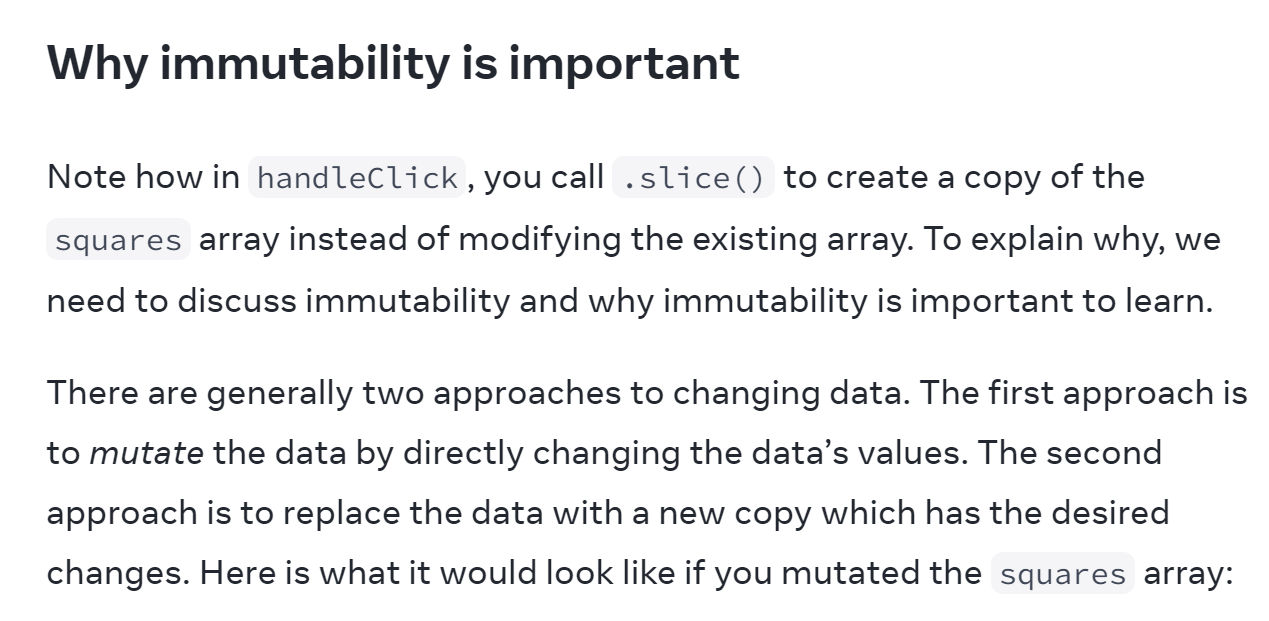 Why immutability is important
Note how in handleClick, you call .slice() to create a copy of the
squares array instead of modifying the existing array. To explain why, we
need to discuss immutability and why immutability is important to learn.
There are generally two approaches to changing data. The first approach is
to mutate the data by directly changing the data’s values. The second
approach is to replace the data with a new copy which has the desired
changes. Here is what it would look like if you mutated the squares array: